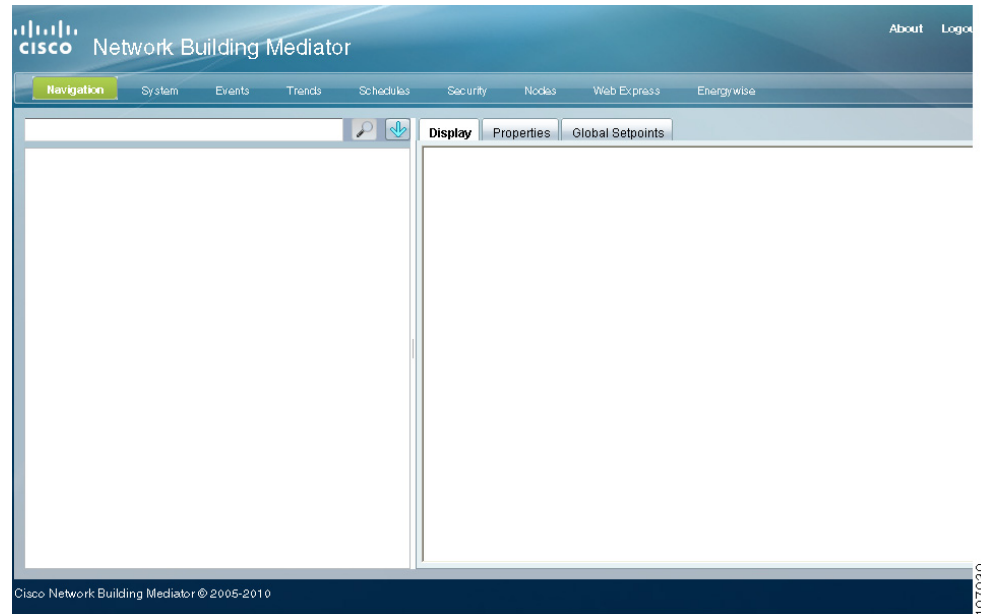 About Logou
CISCO Network Building Mediator
Navigation System Events Trends Schedules Security Nodes Web Express Energywise
Display Properties Global Setpoints
Cisco Network Building Mediator © 2005-2010